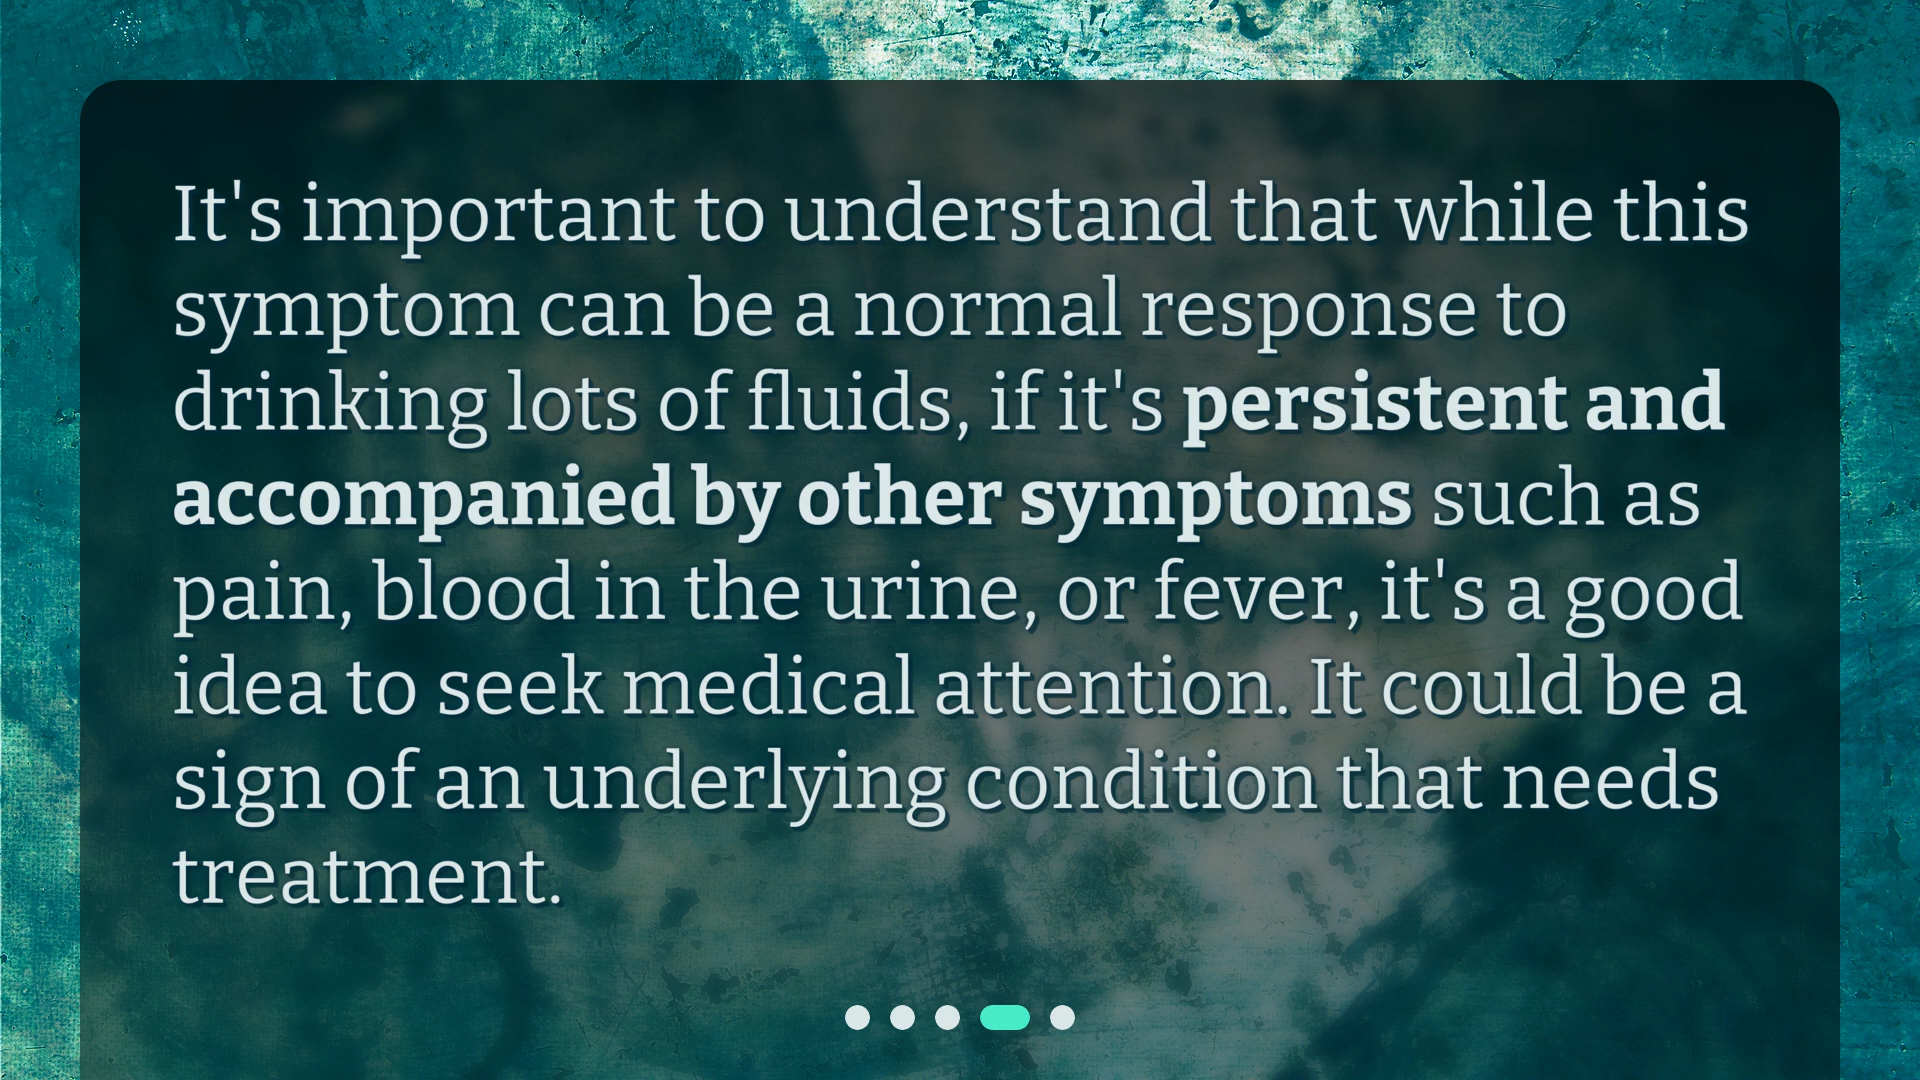 It's important to understand that while this
symptom can be a normal response to
drinking lots of fluids, if it's persistent and
accompanied by other symptoms such as
pain, blood in the urine, or fever, it's a good
idea to seek medical attention. It could be a
sign of an underlying condition that needs
treatment.